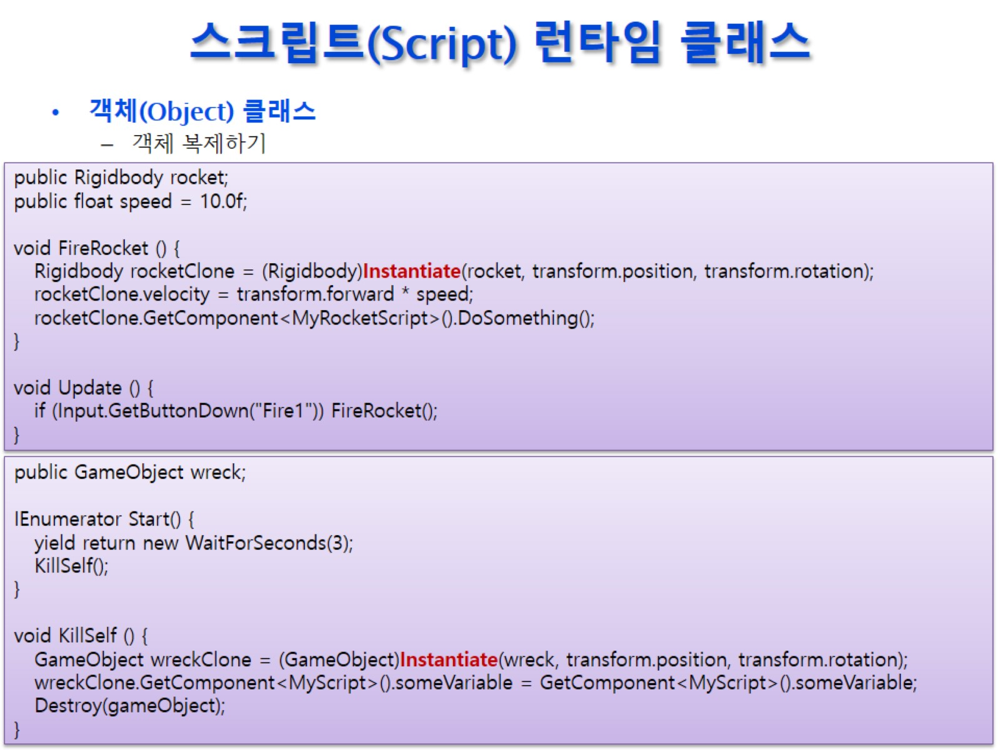 스크립트(Script) 런타임 클래스
• 객체(Object) 클래스
– 객체 복제하기
public Rigidbody rocket;
public float speed = 10.0f;
void FireRocket () {
Rigidbody rocketClone = (Rigidbody)Instantiate(rocket, transform.position, transform.rotation);
rocketClone.velocity = transform.forward * speed;
rocketClone.GetComponent<MyRocketScript>().DoSomething();
}
void Update () {
if (Input.GetButtonDown("Fire1")) FireRocket();
}
public GameObject wreck;
IEnumerator Start() {
yield return new WaitForSeconds(3);
KillSelf();
}
void KillSelf () {
GameObject wreckClone = (GameObject)Instantiate(wreck, transform.position, transform.rotation);
wreckClone.GetComponent<MyScript>().someVariable = GetComponent<MyScript>().someVariable;
Destroy(gameObject);
}